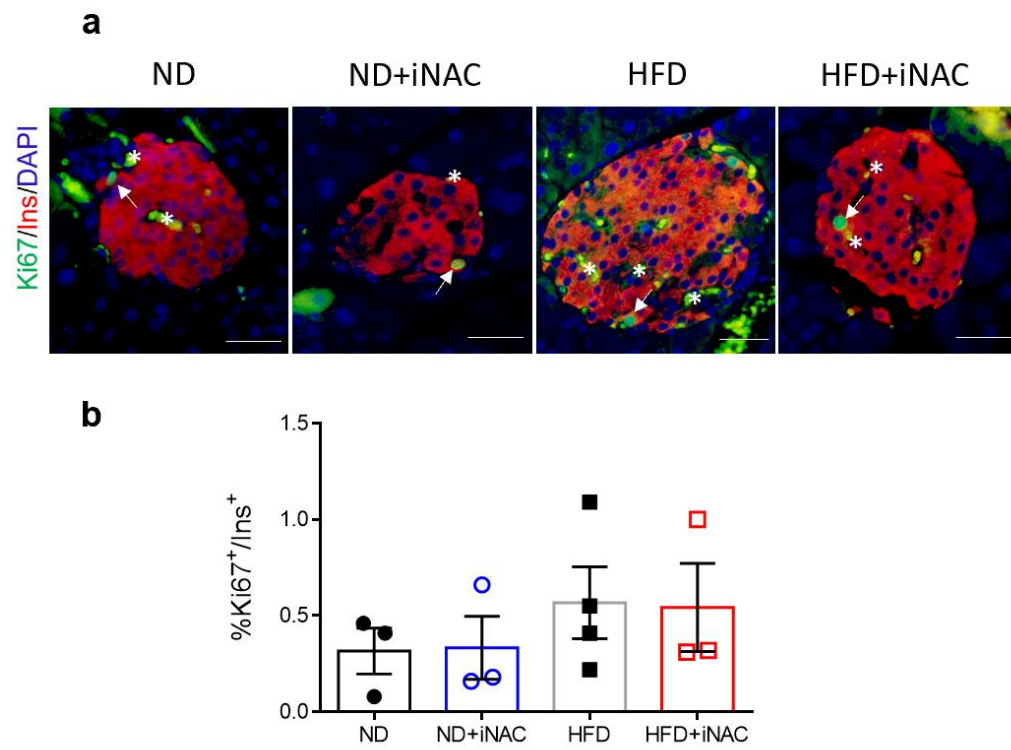 a
ND ND+iNAC HFD HFD+iNAC
Ki67/Ins/DAPI
* * * * * * * *
b
%Ki67⁺/Ins⁺
1.5
1.0
0.5
0.0
ND ND+iNAC HFD HFD+iNAC